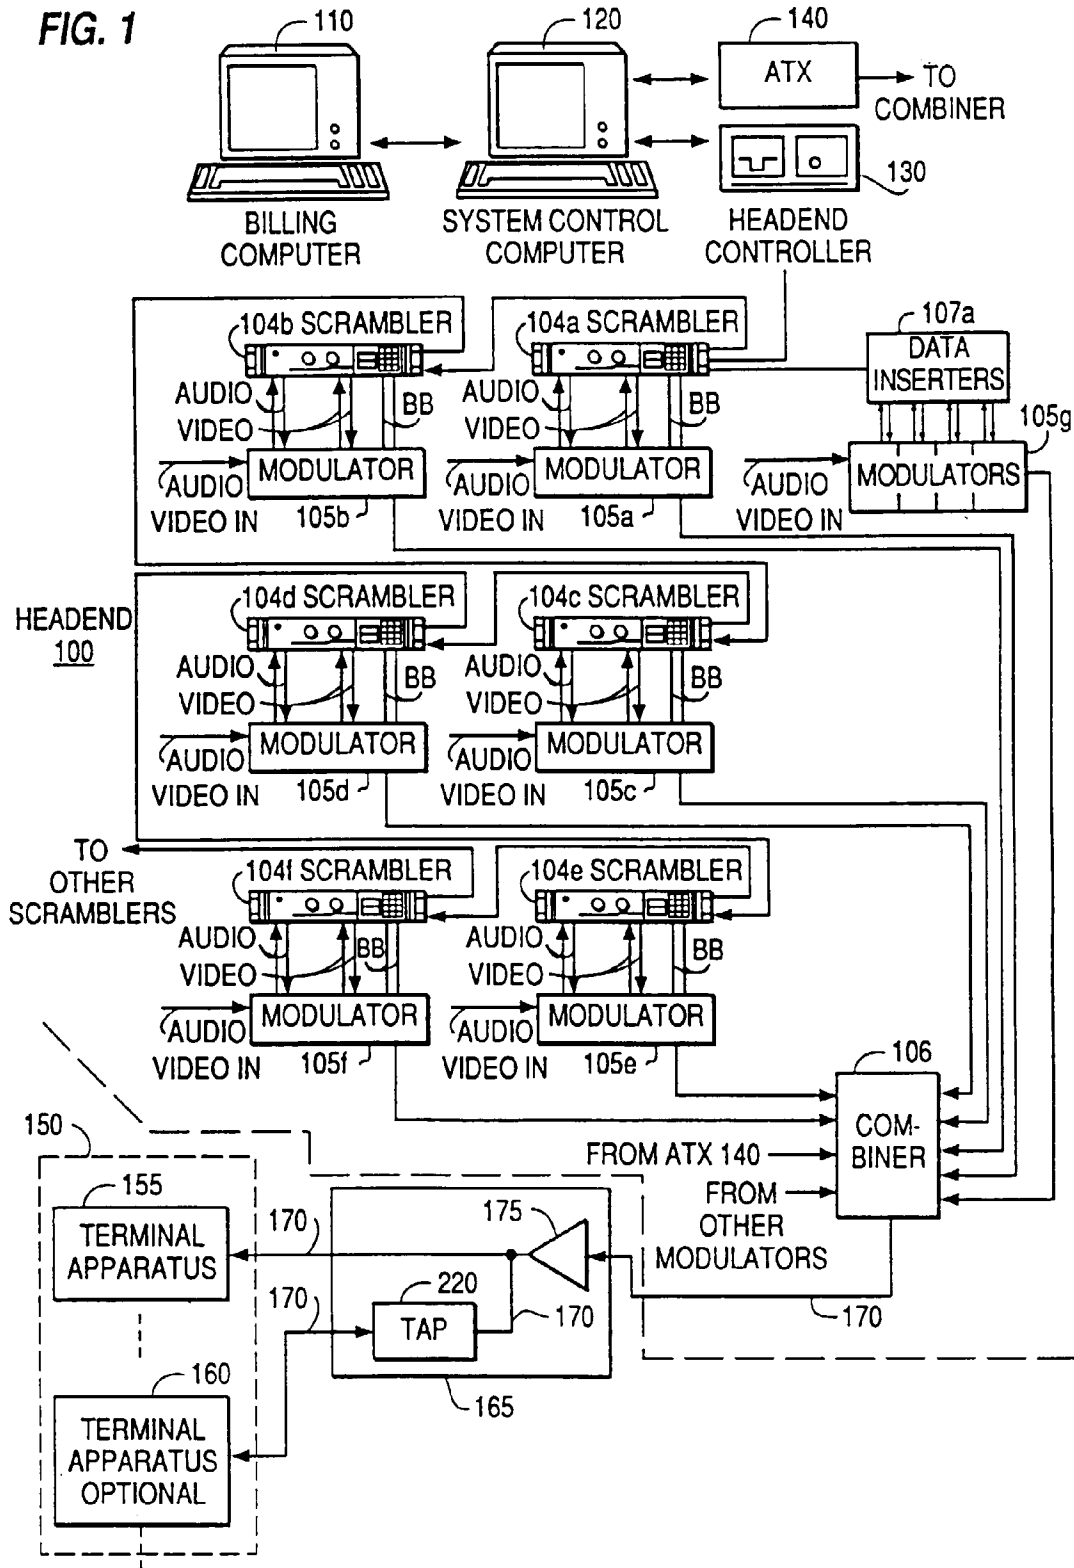 FIG. 1
110
120
140
ATX
TO
COMBINER
130
BILLING
COMPUTER
SYSTEM CONTROL
COMPUTER
HEADEND
CONTROLLER
104b SCRAMBLER
104a SCRAMBLER
107a
DATA
INSERTERS
AUDIO
VIDEO
BB
AUDIO
VIDEO
BB
105g
MODULATOR
MODULATOR
MODULATORS
AUDIO
VIDEO IN
105b
AUDIO
VIDEO IN
105a
AUDIO
VIDEO IN
HEADEND
100
104d SCRAMBLER
104c SCRAMBLER
AUDIO
VIDEO
BB
AUDIO
VIDEO
BB
MODULATOR
MODULATOR
AUDIO
VIDEO IN
105d
AUDIO
VIDEO IN
105c
TO
OTHER
SCRAMBLERS
104f SCRAMBLER
104e SCRAMBLER
AUDIO
VIDEO
BB
AUDIO
VIDEO
BB
MODULATOR
MODULATOR
AUDIO
VIDEO IN
105f
AUDIO
VIDEO IN
105e
106
COM-
BINER
FROM ATX 140
FROM
OTHER
MODULATORS
150
155
TERMINAL
APPARATUS
170
175
170
220
TAP
170
170
160
TERMINAL
APPARATUS
OPTIONAL
165